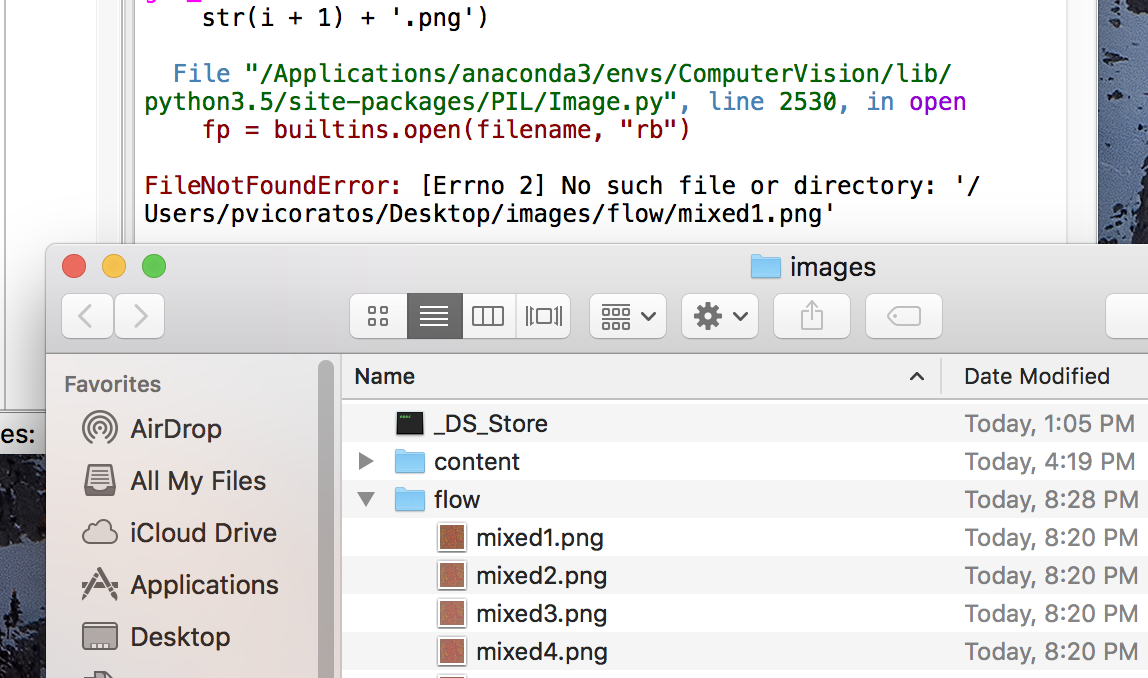 str(i + 1) + '.png')
File "/Applications/anaconda3/envs/ComputerVision/lib/
python3.5/site-packages/PIL/Image.py", line 2530, in open
fp = builtins.open(filename, "rb")
FileNotFoundError: [Errno 2] No such file or directory: '/
Users/pvicoratos/Desktop/images/flow/mixed1.png'
images
Favorites
AirDrop
All My Files
iCloud Drive
Applications
Desktop
es:
Name Date Modified
_DS_Store Today, 1:05 PM
content Today, 4:19 PM
flow Today, 8:28 PM
mixed1.png Today, 8:20 PM
mixed2.png Today, 8:20 PM
mixed3.png Today, 8:20 PM
mixed4.png Today, 8:20 PM